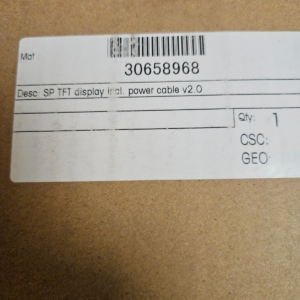 Mat
30658968
Desc: SP TFT display incl. power cable v2.0
Qty: 1
CSC:
GEO: